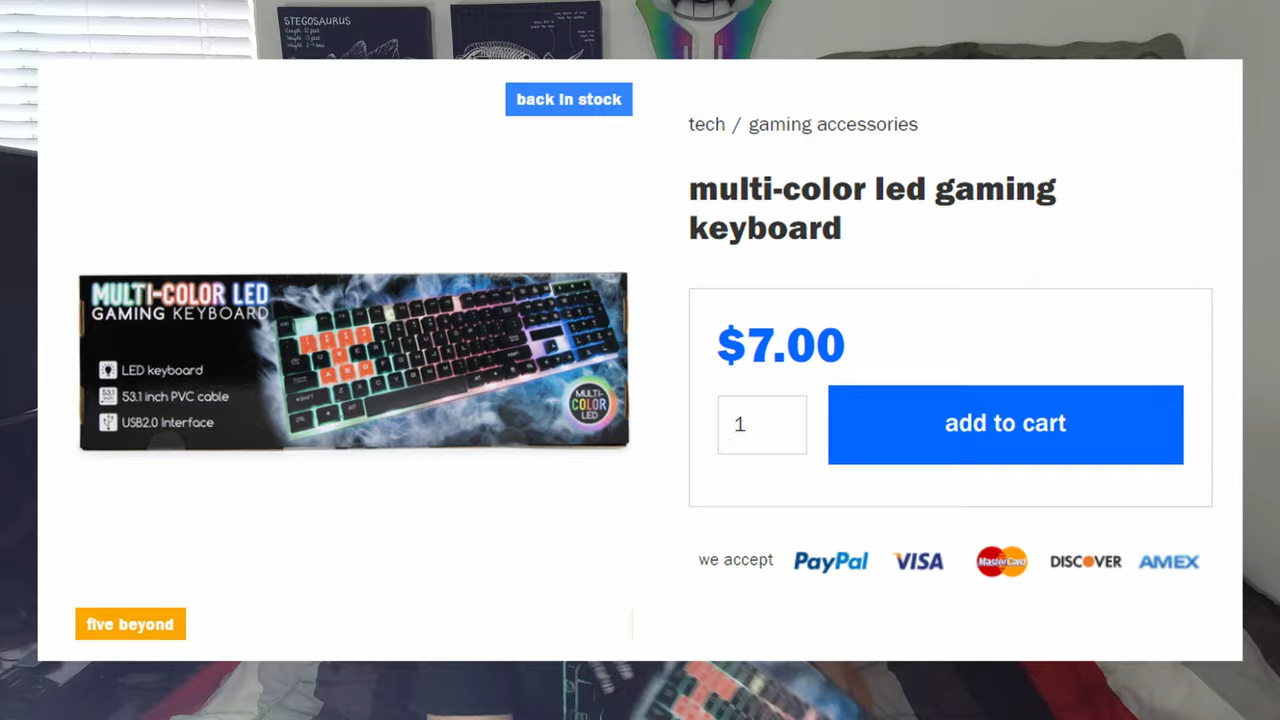 STEGOSAURUS
back in stock
tech / gaming accessories
multi-color led gaming
keyboard
MULTI-COLOR LED
GAMING KEYBOARD
LED keyboard
53.1 inch PVC cable
USB2.0 Interface
MULTI-
COLOR
LED
$7.00
1
add to cart
we accept PayPal VISA MasterCard DISCOVER AMEX
five beyond